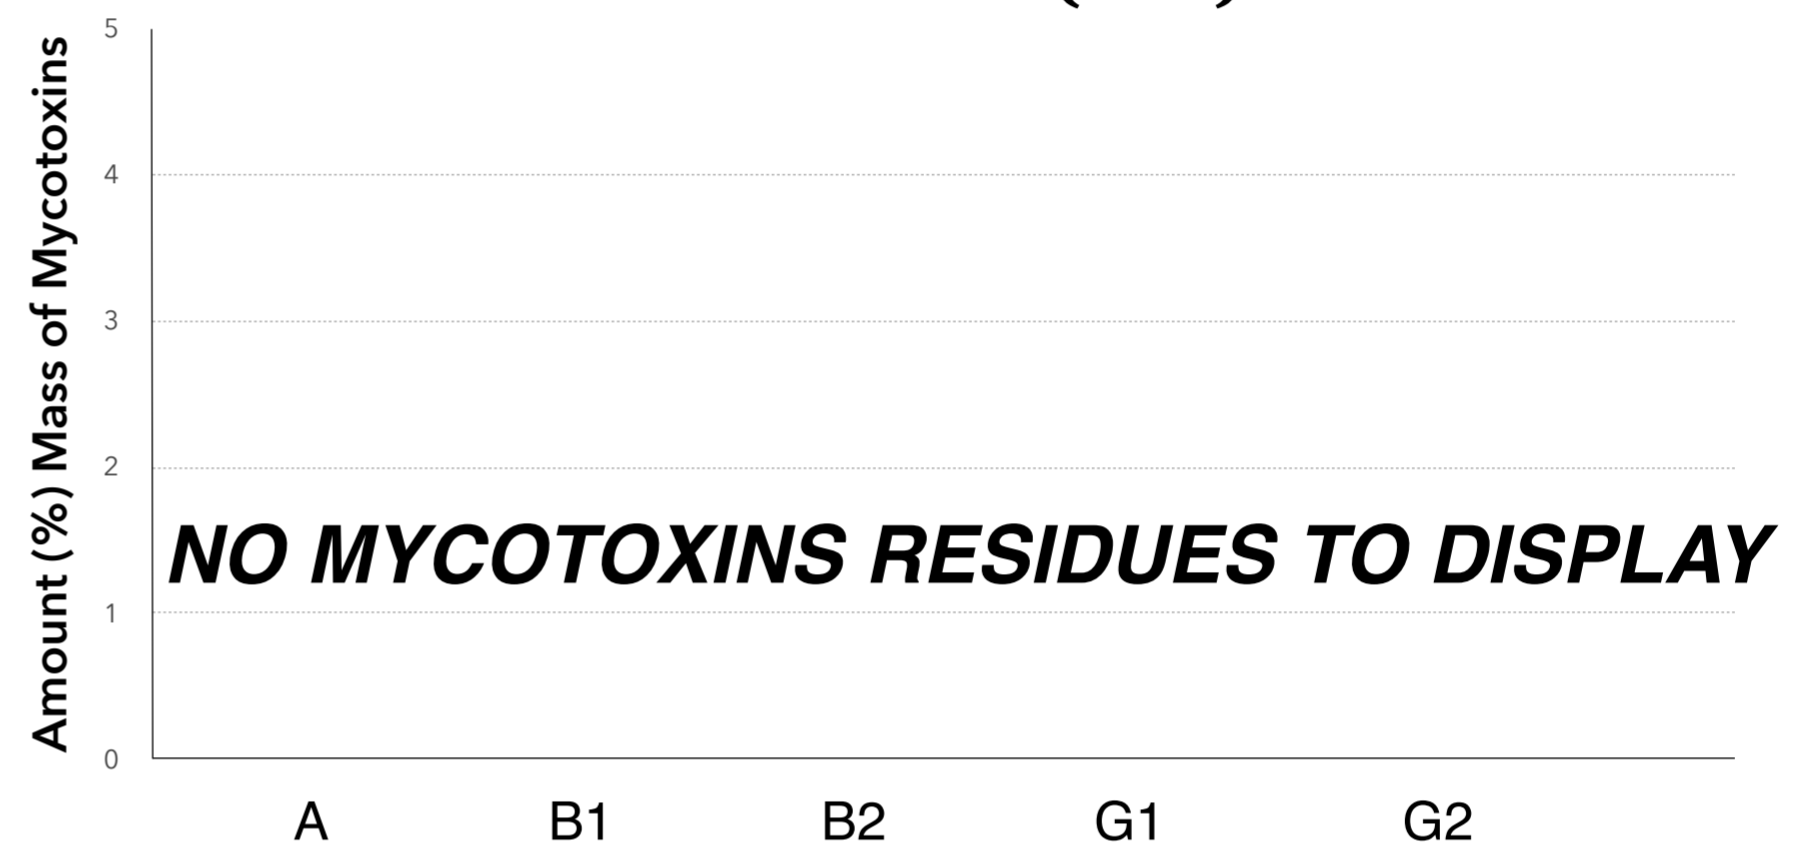 Amount (%) Mass of Mycotoxins
5
4
3
2
1
0
NO MYCOTOXINS RESIDUES TO DISPLAY
A B1 B2 G1 G2